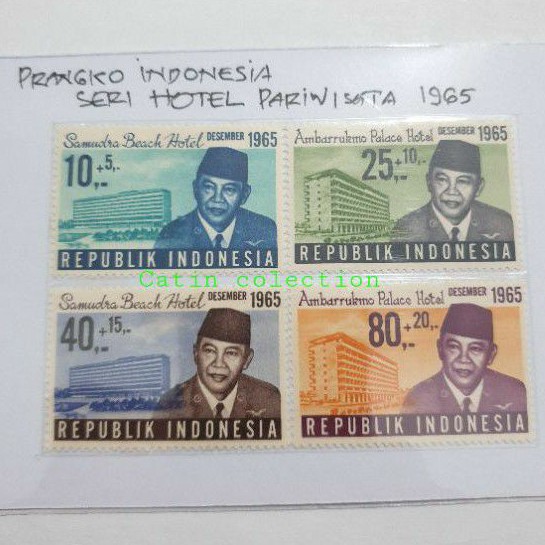 PRANGKO INDONESIA
SERI HOTEL PARIWISATA 1965
Samudra Beach Hotel DESEMBER 1965
10+5,-
,-
REPUBLIK INDONESIA
Ambarrukmo Palace Hotel DESEMBER 1965
25+10,-
,-
REPUBLIK INDONESIA
Catin colection
Samudra Beach Hotel DESEMBER 1965
40+15,-
,-
REPUBLIK INDONESIA
Ambarrukmo Palace Hotel DESEMBER 1965
80+20,-
,-
REPUBLIK INDONESIA